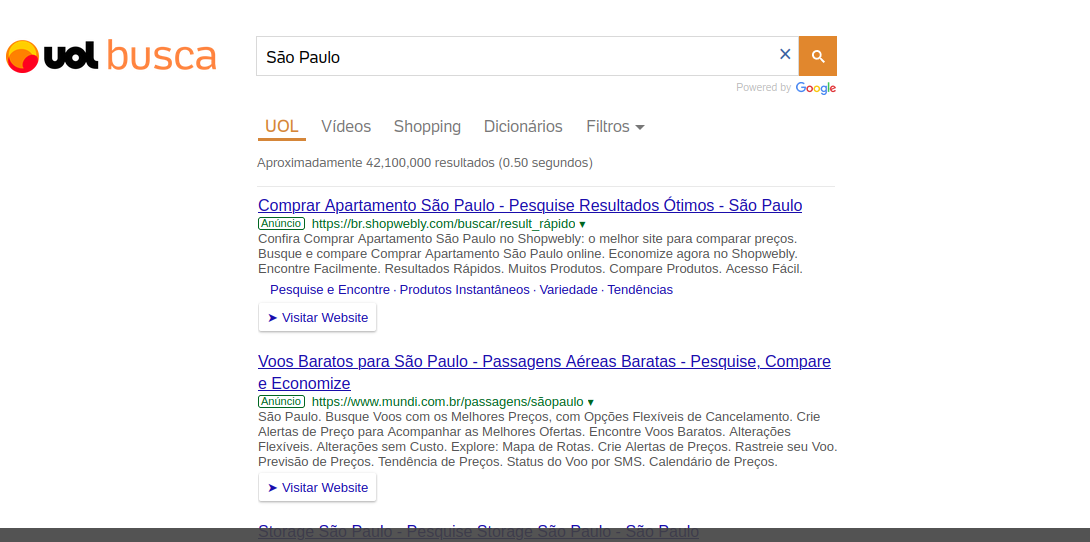 uol busca
São Paulo
Powered by Google
UOL Vídeos Shopping Dicionários Filtros
Aproximadamente 42,100,000 resultados (0.50 segundos)
Comprar Apartamento São Paulo - Pesquise Resultados Ótimos - São Paulo
Anúncio https://br.shopwebly.com/buscar/result_rápido
Confira Comprar Apartamento São Paulo no Shopwebly: o melhor site para comparar preços.
Busque e compare Comprar Apartamento São Paulo online. Economize agora no Shopwebly.
Encontre Facilmente. Resultados Rápidos. Muitos Produtos. Compare Produtos. Acesso Fácil.
Pesquise e Encontre · Produtos Instantâneos · Variedade · Tendências
Visitar Website
Voos Baratos para São Paulo - Passagens Aéreas Baratas - Pesquise, Compare
e Economize
Anúncio https://www.mundi.com.br/passagens/sãopaulo
São Paulo. Busque Voos com os Melhores Preços, com Opções Flexíveis de Cancelamento. Crie
Alertas de Preço para Acompanhar as Melhores Ofertas. Encontre Voos Baratos. Alterações
Flexíveis. Alterações sem Custo. Explore: Mapa de Rotas. Crie Alertas de Preços. Rastreie seu Voo.
Previsão de Preços. Tendência de Preços. Status do Voo por SMS. Calendário de Preços.
Visitar Website
Storage São Paulo - Pesquise Storage São Paulo - São Paulo